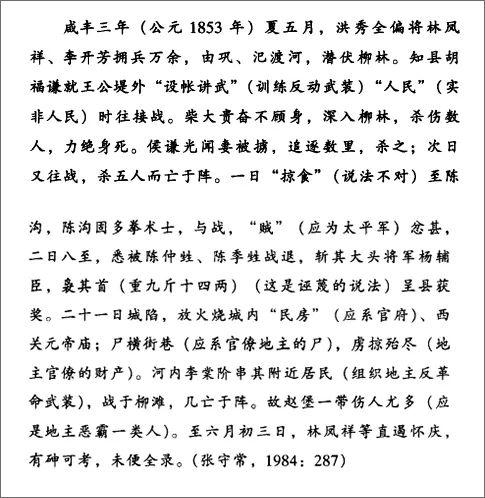 咸丰三年（公元 1853 年）夏五月，洪秀全偏将林凤
祥、李开芳拥兵万余，由巩、汜渡河，潜伏柳林。知县胡
福谦就王公堤外“设帐讲武”（训练反动武装）“人民”（实
非人民）时往接战。柴大贵奋不顾身，深入柳林，杀伤数
人，力绝身死。侯谦光闻妻被掳，追逐数里，杀之；次日
又往战，杀五人而亡于阵。一日“掠食”（说法不对）至陈
沟，陈沟因多拳术士，与战，“贼”（应为太平军）忿甚，
二日八至，悉被陈仲甡、陈季甡战退，斩其大头将军杨辅
臣，袅其首（重九斤十四两）（这是诬蔑的说法）呈县获
奖。二十一日城陷，放火烧城内“民房”（应系官府）、西
关元帝庙；尸横街巷（应系官僚地主的尸），虏掠殆尽（地
主官僚的财产）。河内李棠阶串其附近居民（组织地主反革
命武装），战于柳滩，几亡于阵。故赵堡一带伤人尤多（应
是地主恶霸一类人）。至六月初三日，林凤祥等直逼怀庆，
有砷可考，未便全录。（张守常，1984：287）